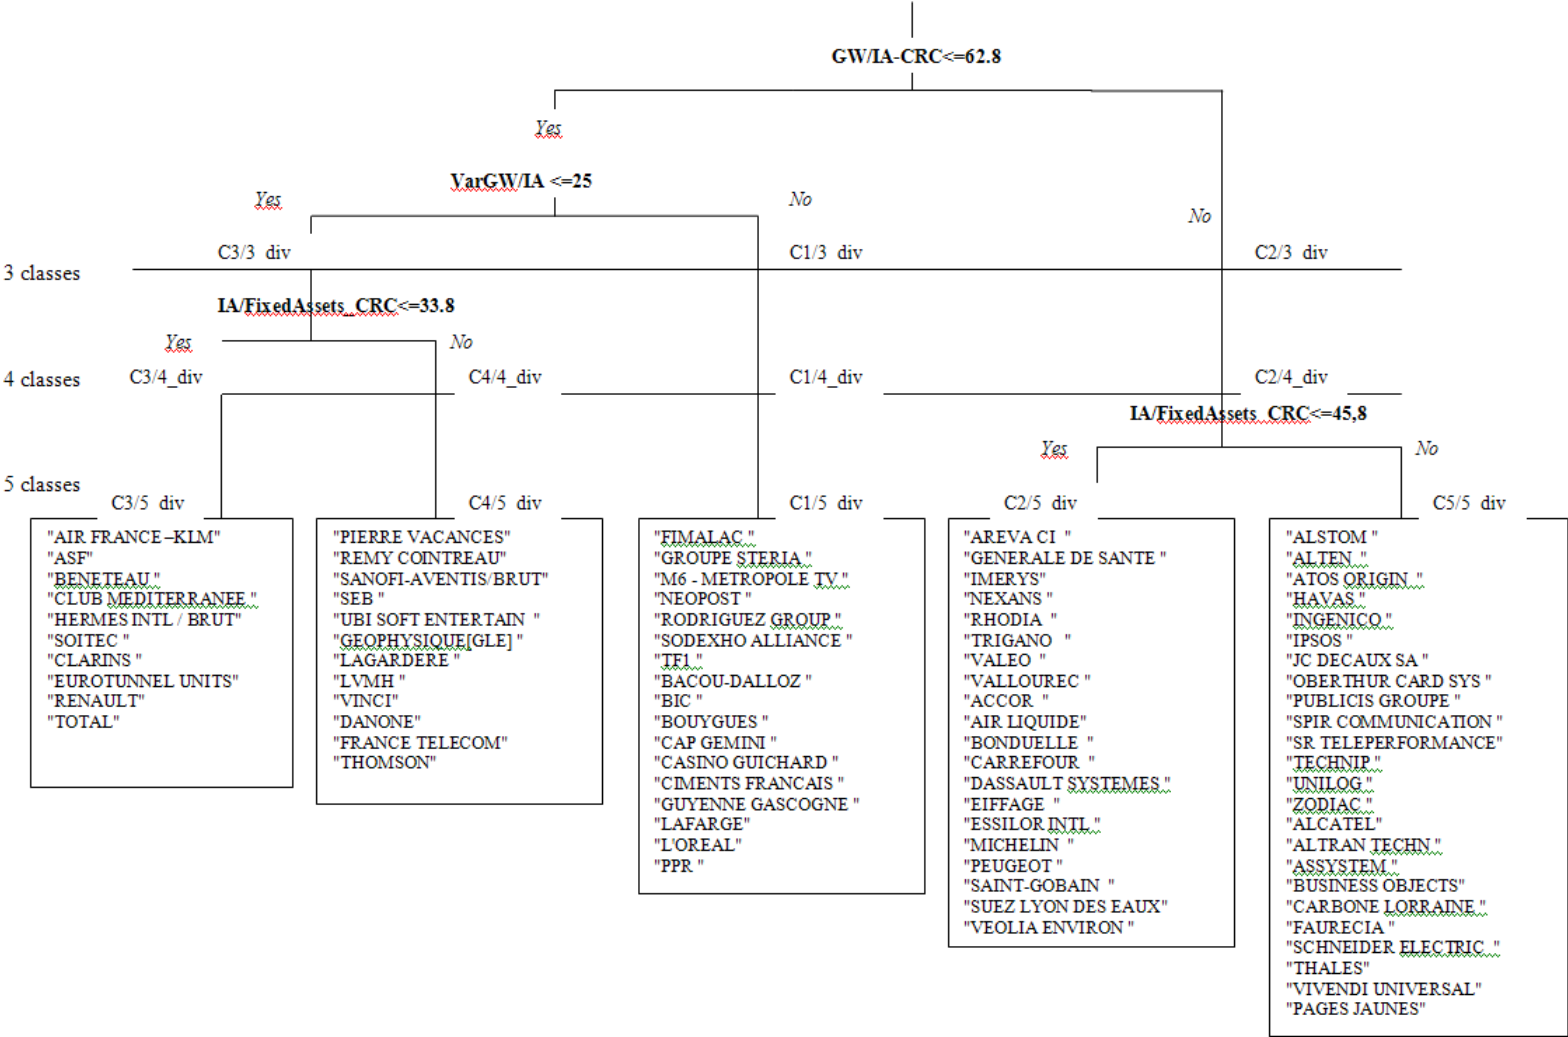 GW/IA-CRC<=62.8
Yes
VarGW/IA <=25
Yes
No
No
C3/3 div
C1/3 div
C2/3 div
3 classes
IA/FixedAssets_CRC<=33.8
Yes
No
4 classes
C3/4_div
C4/4_div
C1/4_div
C2/4_div
IA/FixedAssets_CRC<=45,8
Yes
No
5 classes
C3/5 div
C4/5 div
C1/5 div
C2/5 div
C5/5 div
"AIR FRANCE –KLM"
"ASF"
"BENETEAU "
"CLUB MEDITERRANEE "
"HERMES INTL / BRUT"
"SOITEC "
"CLARINS "
"EUROTUNNEL UNITS"
"RENAULT"
"TOTAL"
"PIERRE VACANCES"
"REMY COINTREAU"
"SANOFI-AVENTIS/BRUT"
"SEB "
"UBI SOFT ENTERTAIN "
"GEOPHYSIQUE[GLE] "
"LAGARDERE "
"LVMH "
"VINCI"
"DANONE"
"FRANCE TELECOM"
"THOMSON"
"FIMALAC "
"GROUPE STERIA "
"M6 - METROPOLE TV "
"NEOPOST "
"RODRIGUEZ GROUP "
"SODEXHO ALLIANCE "
"TF1 "
"BACOU-DALLOZ "
"BIC "
"BOUYGUES "
"CAP GEMINI "
"CASINO GUICHARD "
"CIMENTS FRANCAIS "
"GUYENNE GASCOGNE "
"LAFARGE"
"L'OREAL"
"PPR "
"AREVA CI "
"GENERALE DE SANTE "
"IMERYS"
"NEXANS "
"RHODIA "
"TRIGANO "
"VALEO "
"VALLOUREC "
"ACCOR "
"AIR LIQUIDE"
"BONDUELLE "
"CARREFOUR "
"DASSAULT SYSTEMES "
"EIFFAGE "
"ESSILOR INTL "
"MICHELIN "
"PEUGEOT "
"SAINT-GOBAIN "
"SUEZ LYON DES EAUX"
"VEOLIA ENVIRON "
"ALSTOM "
"ALTEN "
"ATOS ORIGIN "
"HAVAS "
"INGENICO "
"IPSOS "
"JC DECAUX SA "
"OBERTHUR CARD SYS "
"PUBLICIS GROUPE "
"SPIR COMMUNICATION "
"SR TELEPERFORMANCE"
"TECHNIP "
"UNILOG "
"ZODIAC "
"ALCATEL"
"ALTRAN TECHN "
"ASSYSTEM "
"BUSINESS OBJECTS"
"CARBONE LORRAINE "
"FAURECIA "
"SCHNEIDER ELECTRIC "
"THALES"
"VIVENDI UNIVERSAL"
"PAGES JAUNES"